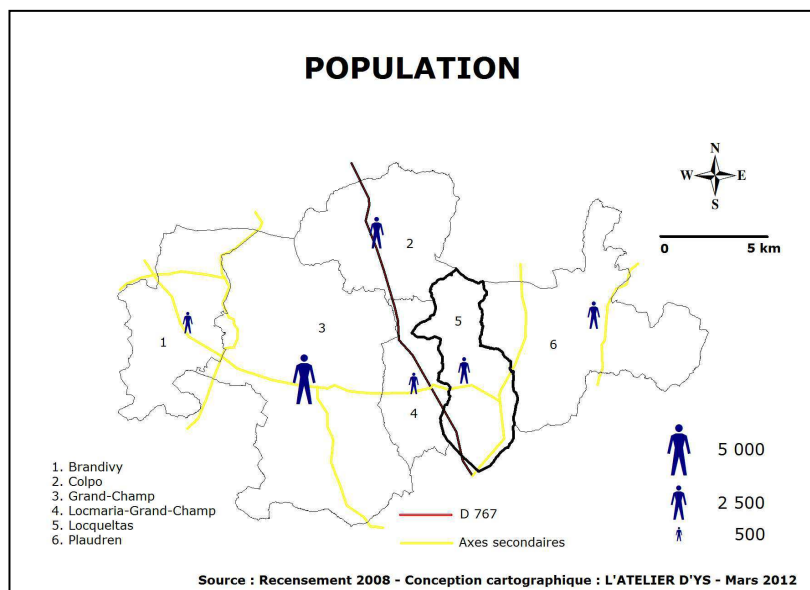 POPULATION
N
W E
S
0 5 km
2
3
5
1
6
4
1. Brandivy
2. Colpo
3. Grand-Champ
4. Locmaria-Grand-Champ
5. Locqueltas
6. Plaudren
D 767
Axes secondaires
5 000
2 500
500
Source : Recensement 2008 - Conception cartographique : L'ATELIER D'YS - Mars 2012